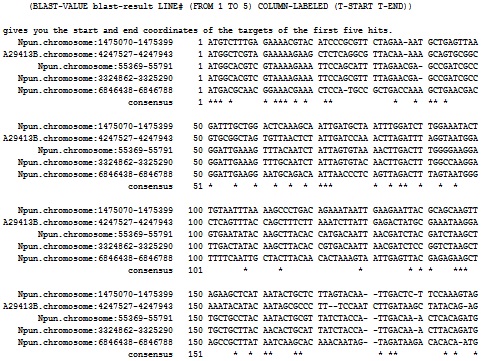 (BLAST-VALUE blast-result LINE# (FROM 1 TO 5) COLUMN-LABELED (T-START T-END))
gives you the start and end coordinates of the targets of the first five hits.
Npun.chromosome:1475070-1475399 1 ATGTCTTTGA GAAAACGTAC ATCCCGCGTT CTAGAA-AAT GCTGAGTTAA
A29413B.chromosome:4247527-4247943 1 ATGGCTCGTA GAAAAAGAAG CTCTCAGGCG TTACCAACAA AGCAGTGCGC
Npun.chromosome:55369-55791 1 ATGGCACGTC GTAAAAGAAA TTCCAGCATT TTAGAACGA- GCCGATCGCC
Npun.chromosome:3324862-3325290 1 ATGGCACGTC GTAAAAGAAA TTCCAGCGTT TTAGAACGA- GCCGATCGCC
Npun.chromosome:6846438-6846788 1 GATGACGCAAC GGAAACGAAA CTCCA-TGCC GCTGACCAAA GCTGAACGAC
consensus 1 *** * * *** * * ** * * * *
Npun.chromosome:1475070-1475399 50 GATTTGCTGG ACTCAAAGCA ATTGATGCTA ATTTGGATCT TGGAAATACT
A29413B.chromosome:4247527-4247943 50 GTGCGGCTAG TGTTAACTCT ATTGATCCAA ACTTAGATTT AGGTAATGGA
Npun.chromosome:55369-55791 50 GGATTGAAAG TTTACAATCT ATTAGTGTAA AACTTGACTT TGGGGAAGGA
Npun.chromosome:3324862-3325290 50 GGATTGAAAG TTTGCAATCT ATTAGTGTAC AACTTGACTT TGGCCAAGGA
Npun.chromosome:6846438-6846788 50 GGATTGAAGG AATGCAGACA ATTAACCCTC AGTTAGACTT TAGTAATGGG
consensus 51 * * * * * * *** * ** * * * *
Npun.chromosome:1475070-1475399 100 TGTAATTTAA AAGCCCTGAC AGAAATAATT GAAGAATTAC GCAGCAAGTT
A29413B.chromosome:4247527-4247943 100 CTCAGTTTAC CAGCTTTCTT AAATCTTATT GAGACTATGC GAAATAAGGA
Npun.chromosome:55369-55791 100 GTGAATATAC AAGCTTACAC CATGACAATT AACGATCTAC GATCTAAGCT
Npun.chromosome:3324862-3325290 100 TTGACTATAC AAGCTTACAC CGTGACAATT AACGATCTCC GGTCTAAGCT
Npun.chromosome:6846438-6846788 100 TTTTCAATTG CTACTTACAA CACTAAAGTA ATTGAGTTAC GAGAGAAGCT
consensus 101 * * * * * ***
Npun.chromosome:1475070-1475399 150 AGAAGCTCAT AATACTGCTC TTAGTACAA- -TTGACTC-T TCCAAAGTAG
A29413B.chromosome:4247527-4247943 150 AAATACATAC AATAGCGCCC TT--TCCAAT CTTGATAAGC TATACAG-AG
Npun.chromosome:55369-55791 150 TGCTGCCTAC AATACTGCGT TATCTACCA- -TTGACAA-C TCACAGATG
Npun.chromosome:3324862-3325290 150 TGCTGCTTAC AACACTGCAT TATCTACCA- -TTGACAA-A CTTACAGATG
Npun.chromosome:6846438-6846788 150 AGCCGCTTAT AATCAAGCAC AAACAATAG- -TAGATAAGA CACACA-ATG
consensus 151 * * ** ** * ** * * *